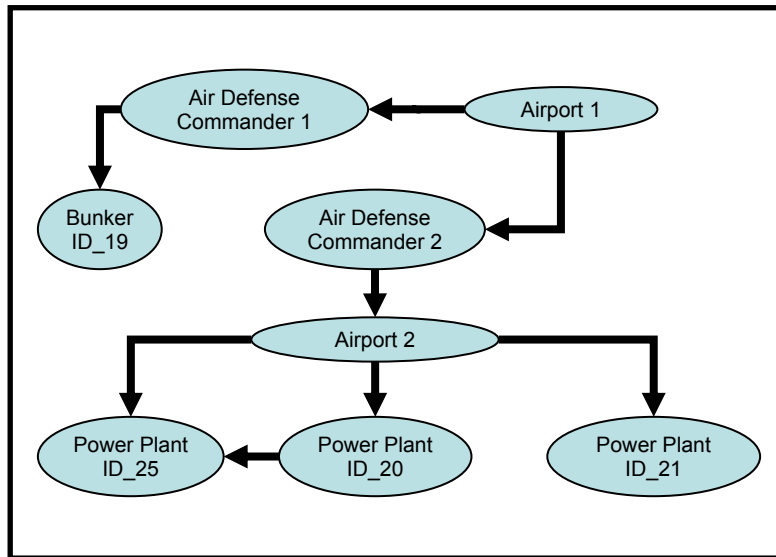 Air Defense
Commander 1
Airport 1
Bunker
ID_19
Air Defense
Commander 2
Airport 2
Power Plant
ID_25
Power Plant
ID_20
Power Plant
ID_21